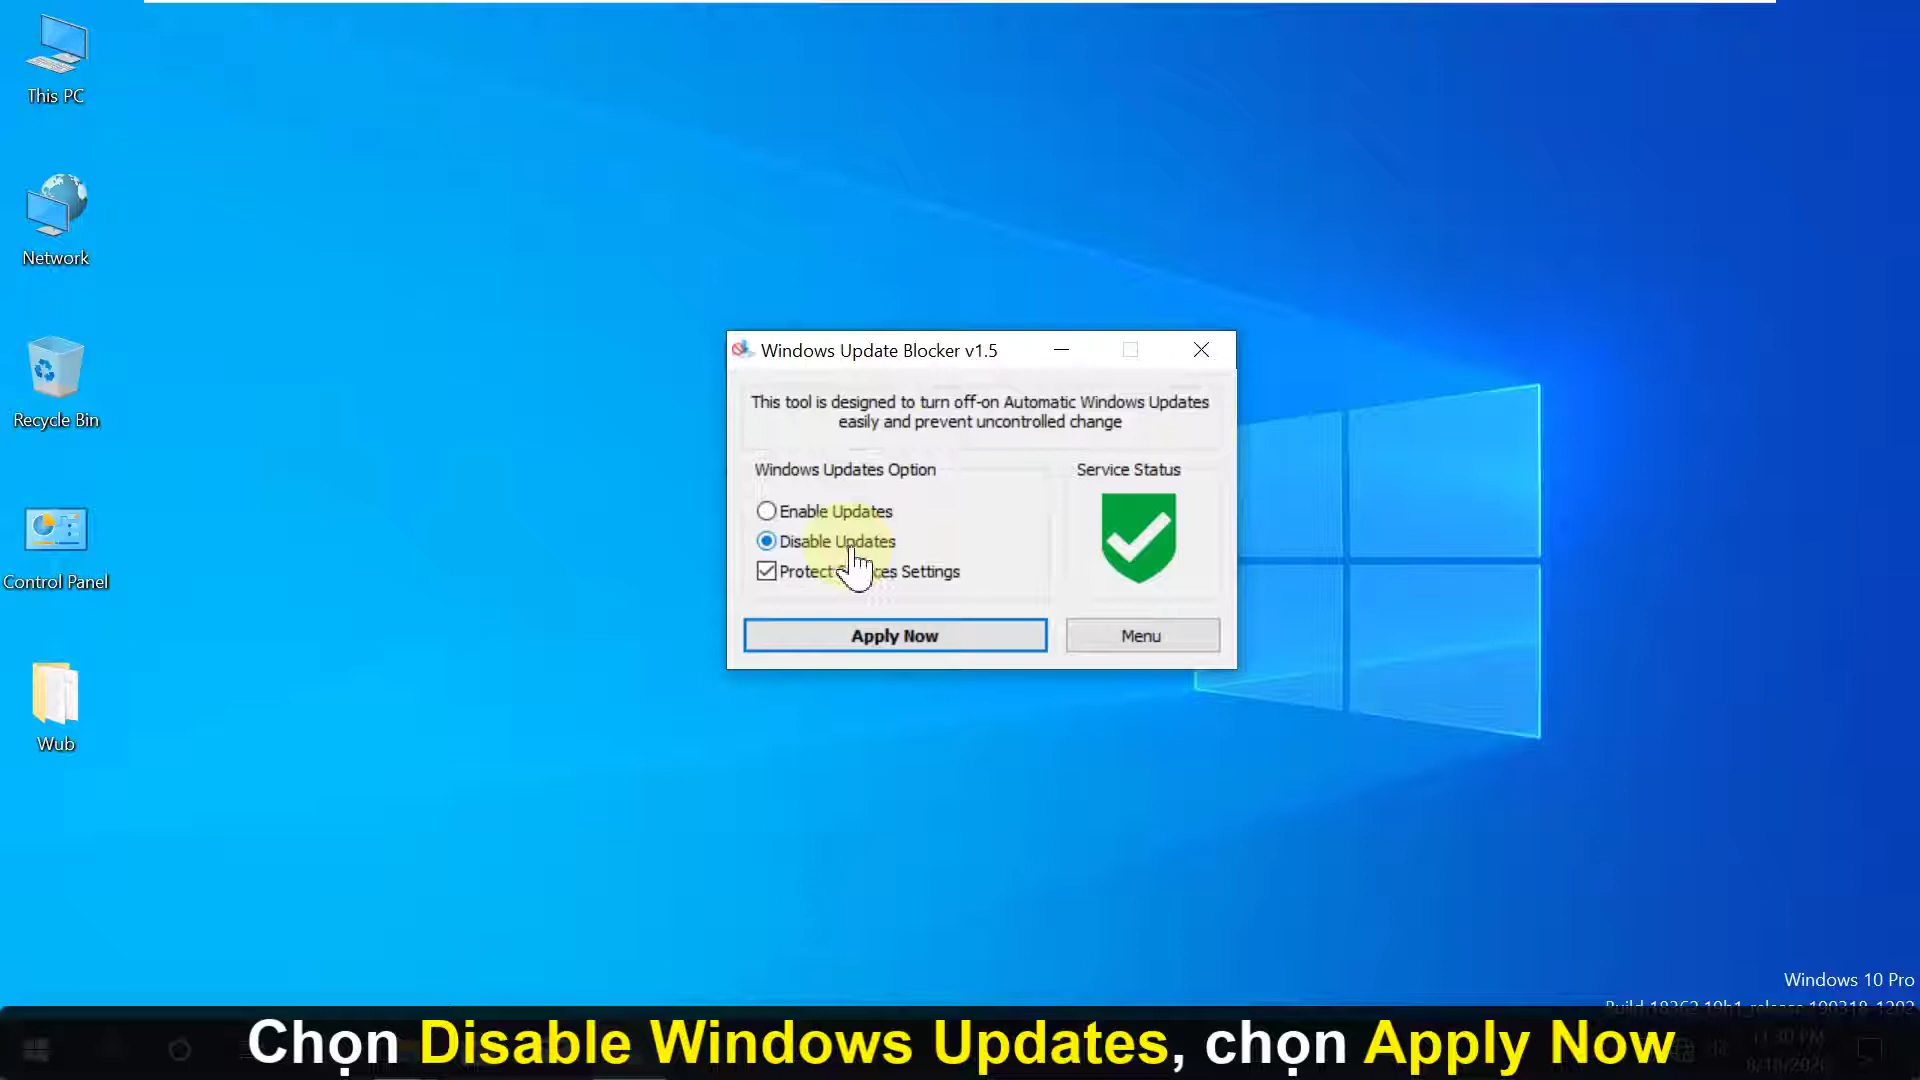 This PC
Network
Recycle Bin
Control Panel
Wub
Windows Update Blocker v1.5
This tool is designed to turn off-on Automatic Windows Updates
easily and prevent uncontrolled change
Windows Updates Option
Service Status
Enable Updates
Disable Updates
Protect Settings
Apply Now
Menu
Windows 10 Pro
Chọn Disable Windows Updates, chọn Apply Now